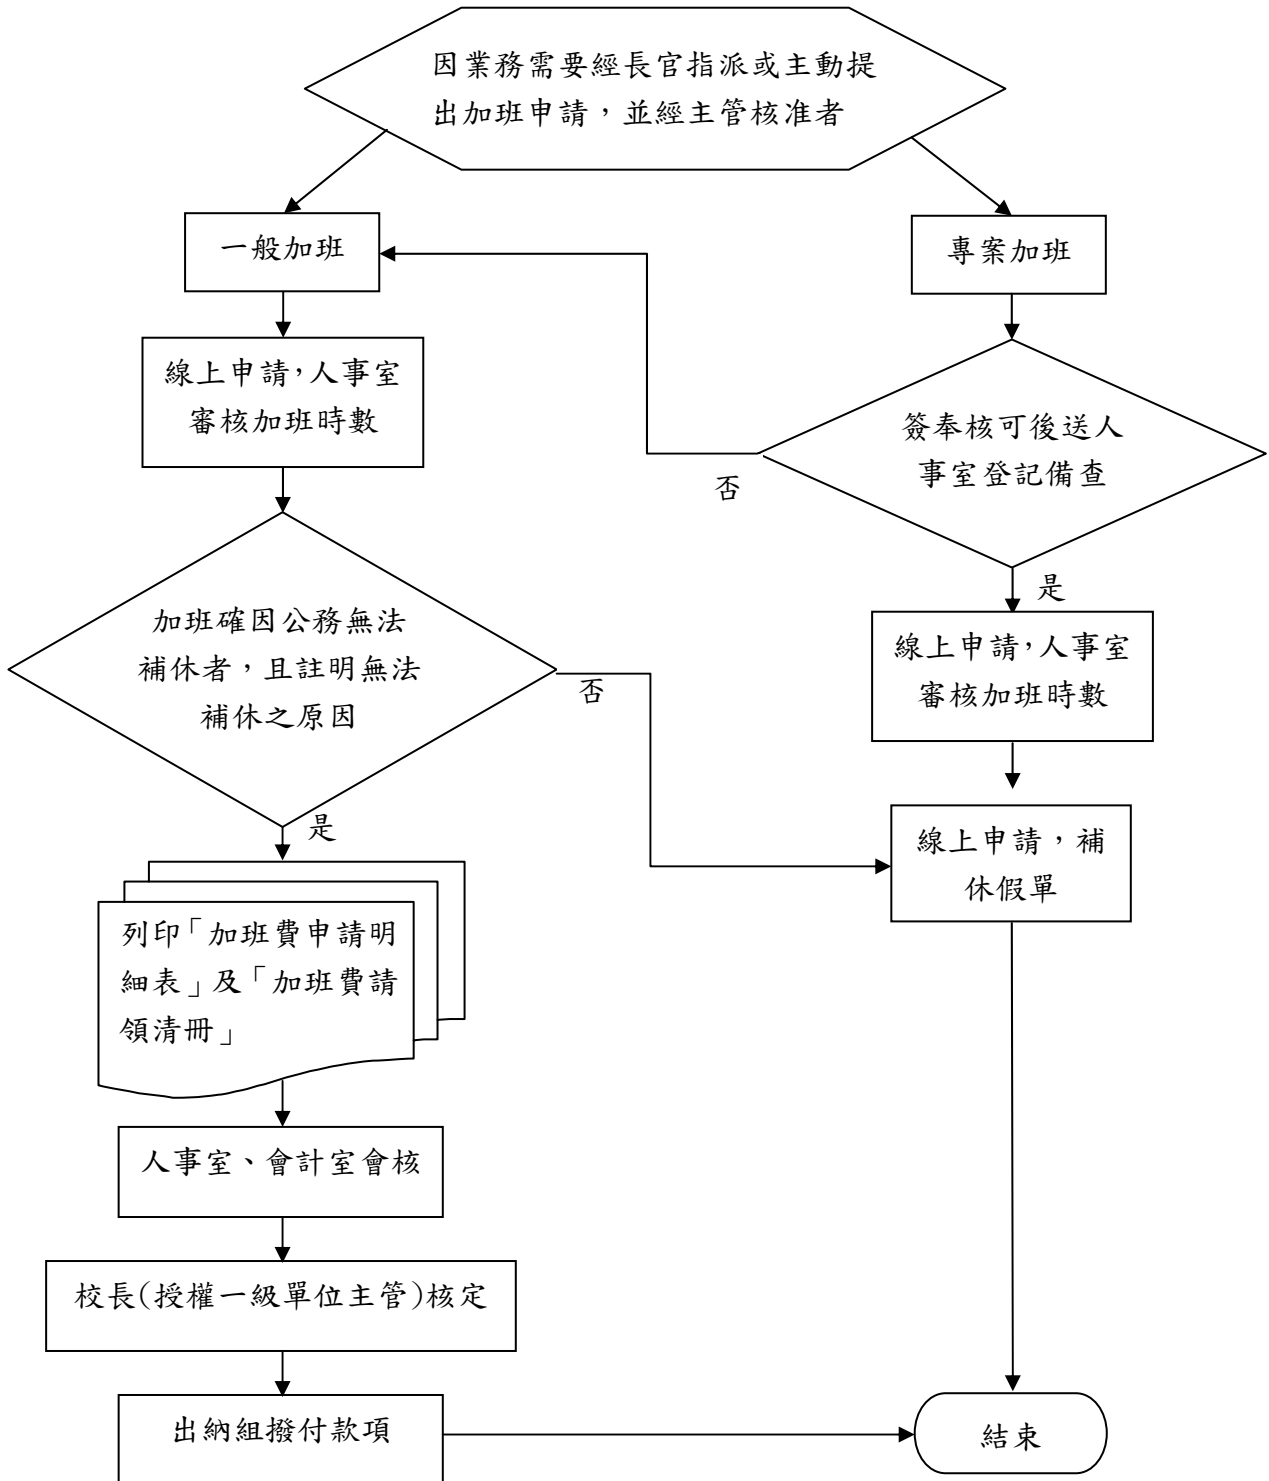 因業務需要經長官指派或主動提
出加班申請，並經主管核准者
一般加班
專案加班
線上申請，人事室
審核加班時數
簽奉核可後送人
事室登記備查
否
是
加班確因公務無法
補休者，且註明無法
補休之原因
否
線上申請，人事室
審核加班時數
是
線上申請，補
休假單
列印「加班費申請明
細表」及「加班費請
領清冊」
人事室、會計室會核
校長(授權一級單位主管)核定
出納組撥付款項
結束